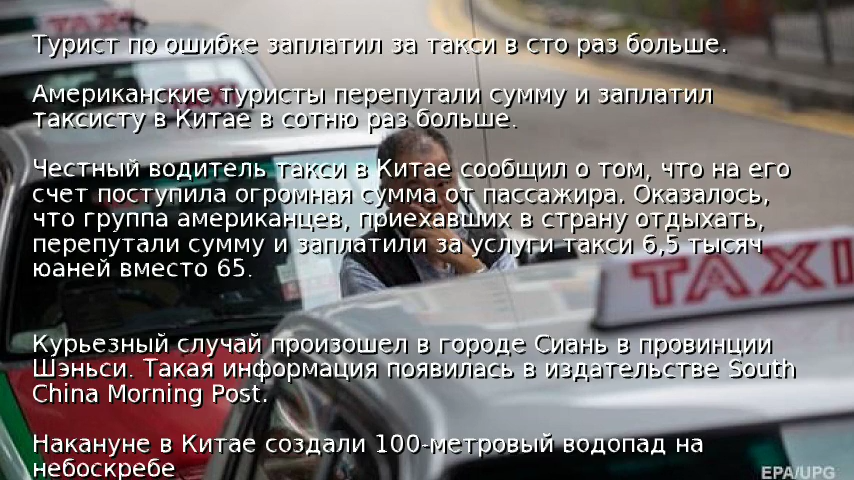 TAXI
Турист по ошибке заплатил за такси в сто раз больше.
Американские туристы перепутали сумму и заплатил
таксисту в Китае в сотню раз больше.
Честный водитель такси в Китае сообщил о том, что на его
счет поступила огромная сумма от пассажира. Оказалось,
что группа американцев, приехавших в страну отдыхать,
перепутали сумму и заплатили за услуги такси 6,5 тысяч
юаней вместо 65.
TAXI
Курьезный случай произошел в городе Сиань в провинции
Шэньси. Такая информация появилась в издательстве South
China Morning Post.
Накануне в Китае создали 100-метровый водопад на
небоскребе
EPA/UPG